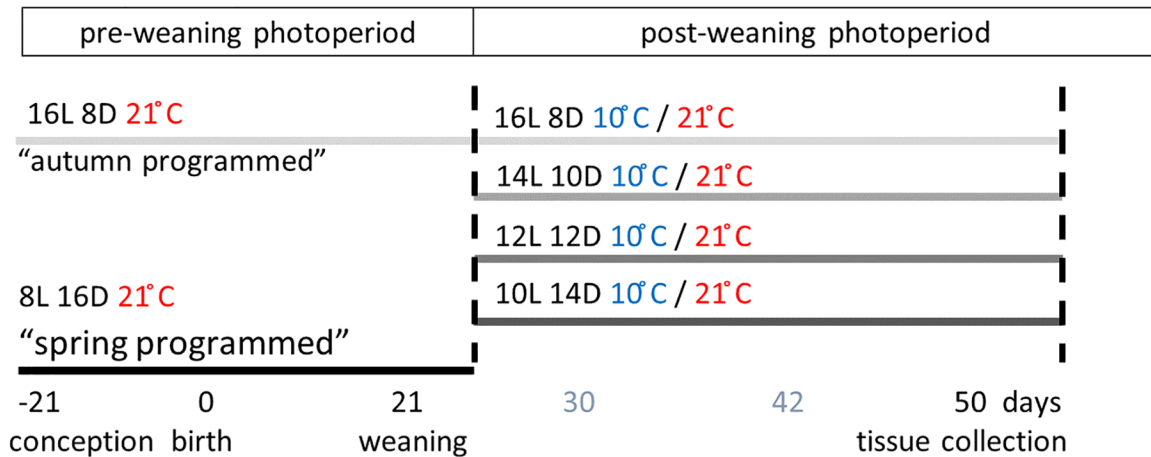 pre-weaning photoperiod
post-weaning photoperiod
16L 8D 21°C
16L 8D 10°C / 21°C
“autumn programmed”
14L 10D 10°C / 21°C
12L 12D 10°C / 21°C
8L 16D 21°C
10L 14D 10°C / 21°C
“spring programmed”
-21 0 21 30 42 50 days
conception birth weaning tissue collection